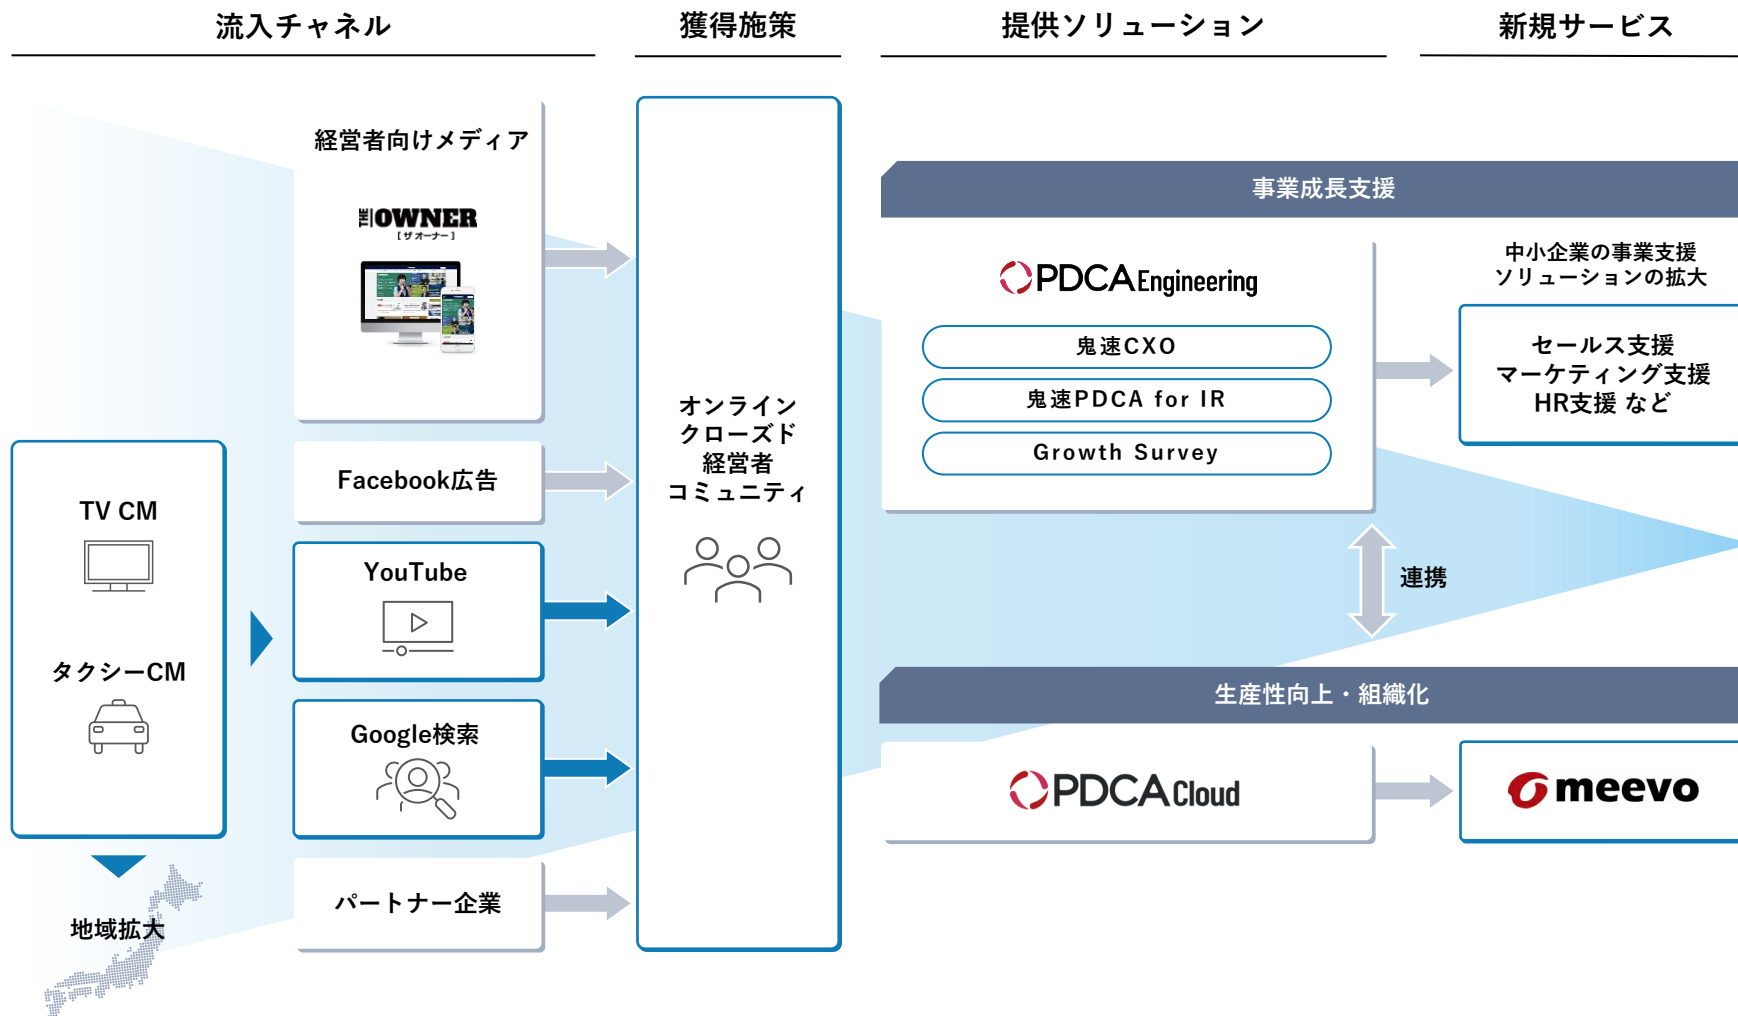 流入チャネル
獲得施策
提供ソリューション
新規サービス
経営者向けメディア
THE OWNER
[ザ オーナー]
Facebook広告
TV CM
タクシーCM
YouTube
Google検索
パートナー企業
地域拡大
オンライン
クローズド
経営者
コミュニティ
事業成長支援
PDCA Engineering
鬼速CXO
鬼速PDCA for IR
Growth Survey
中小企業の事業支援
ソリューションの拡大
セールス支援
マーケティング支援
HR支援 など
連携
生産性向上・組織化
PDCA Cloud
meevo